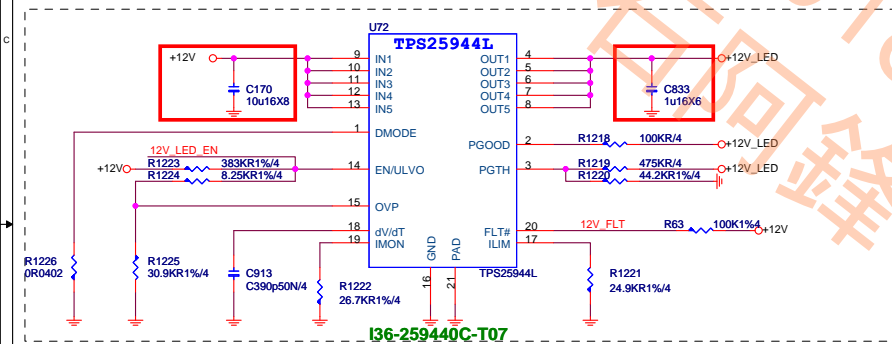 C
U72
TPS25944L
+12V
C170
10u16X8
9 IN1
10 IN2
11 IN3
12 IN4
13 IN5
OUT1 4
OUT2 5
OUT3 6
OUT4 7
OUT5 8
+12V_LED
C833
1u16X6
1 DMODE
12V_LED_EN
+12V
R1223 383KR1%/4
R1224 8.25KR1%/4
14 EN/ULVO
PGOOD 2
R1218 100KR/4
+12V_LED
PGTH 3
R1219 475KR/4
+12V_LED
R1220 44.2KR1%/4
15 OVP
18 dV/dT
19 IMON
FLT# 20
12V_FLT
R63 100K1%4
+12V
ILIM 17
GND
PAD
16
21
TPS25944L
R1226
0R0402
R1225
30.9KR1%/4
C913
C390p50N/4
R1222
26.7KR1%/4
R1221
24.9KR1%/4
I36-259440C-T07
阿鋒